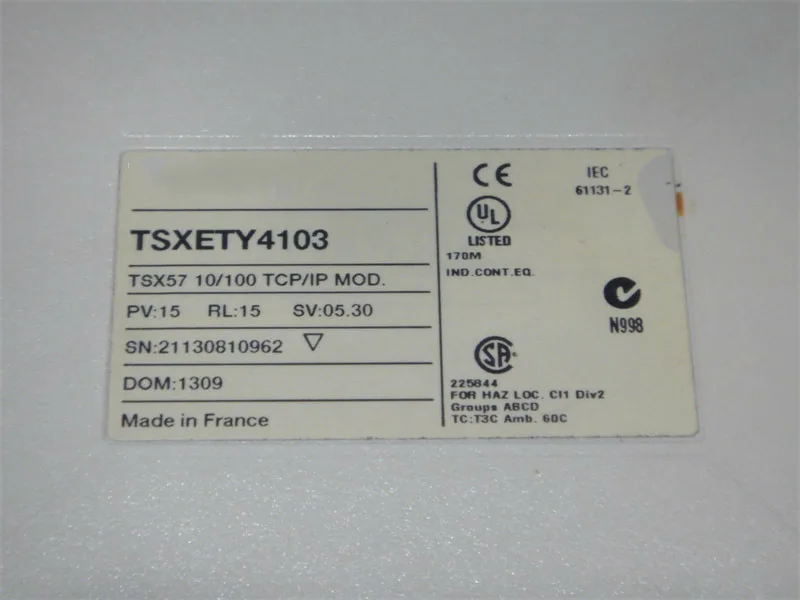 TSXETY4103
TSX57 10/100 TCP/IP MOD.
PV:15 RL:15 SV:05.30
SN:21130810962
DOM:1309
Made in France
CE
IEC
61131-2
UL
LISTED
170M
IND.CONT.EQ.
N998
SA
225844
FOR HAZ LOC. Cl1 Div2
Groups ABCD
TC:T3C Amb. 60C